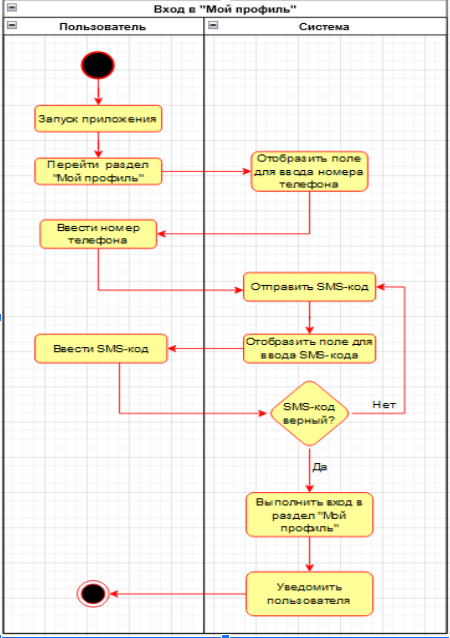 Вход в "Мой профиль"
Пользователь
Система
Запуск приложения
Перейти раздел
"Мой профиль"
Отобразить поле
для ввода номера
телефона
Ввести номер
телефона
Отправить SMS-код
Отобразить поле для
ввода SMS-кода
Ввести SMS-код
SMS-код
верный?
Нет
Да
Выполнить вход в
раздел "Мой
профиль"
Уведомить
пользователя